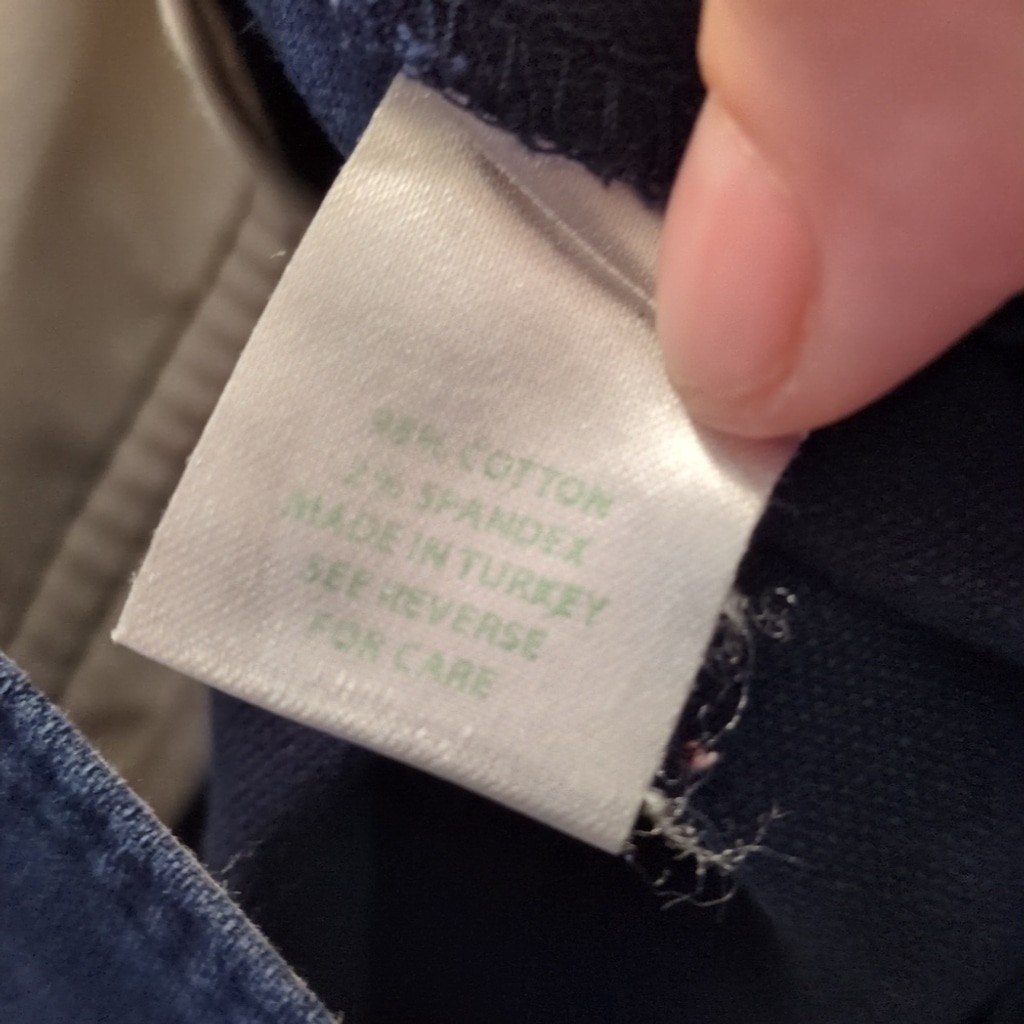 98% COTTON
2% SPANDEX
MADE IN TURKEY
SEE REVERSE
FOR CARE